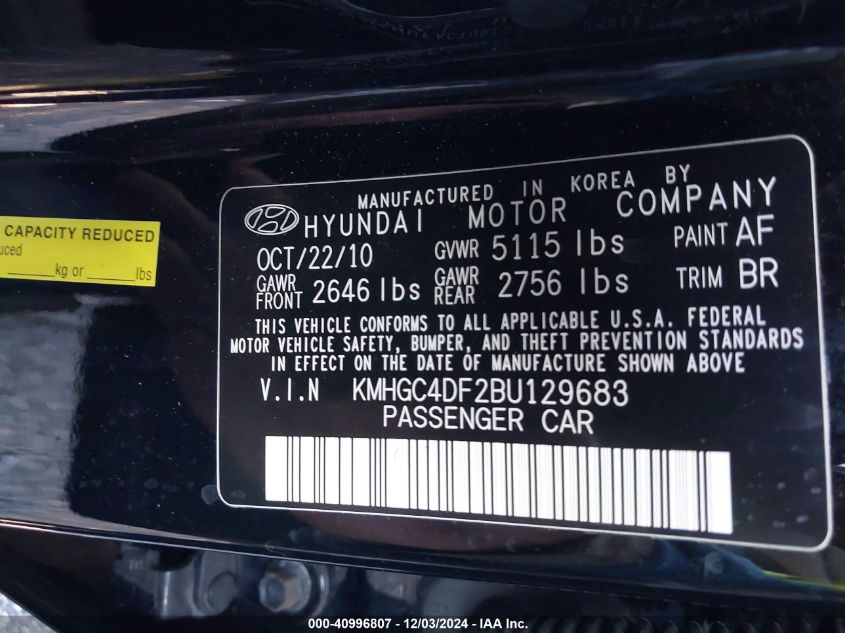 CAPACITY REDUCED
kg or lbs
MANUFACTURED IN KOREA BY
HYUNDAI MOTOR COMPANY
OCT/22/10 GVWR 5115 lbs PAINT AF
GAWR FRONT 2646 lbs GAWR REAR 2756 lbs TRIM BR
THIS VEHICLE CONFORMS TO ALL APPLICABLE U.S.A. FEDERAL
MOTOR VEHICLE SAFETY, BUMPER, AND THEFT PREVENTION STANDARDS
IN EFFECT ON THE DATE OF MANUFACTURE SHOWN ABOVE
V.I.N KMHGC4DF2BU129683
PASSENGER CAR
000-40996807 - 12/03/2024 - IAA Inc.